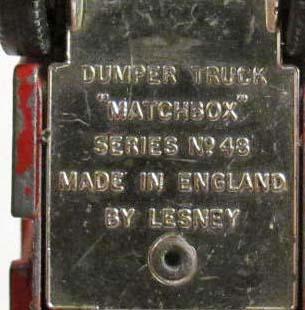 DUMPER TRUCK
"MATCHBOX"
SERIES Nº 48
MADE IN ENGLAND
BY LESNEY